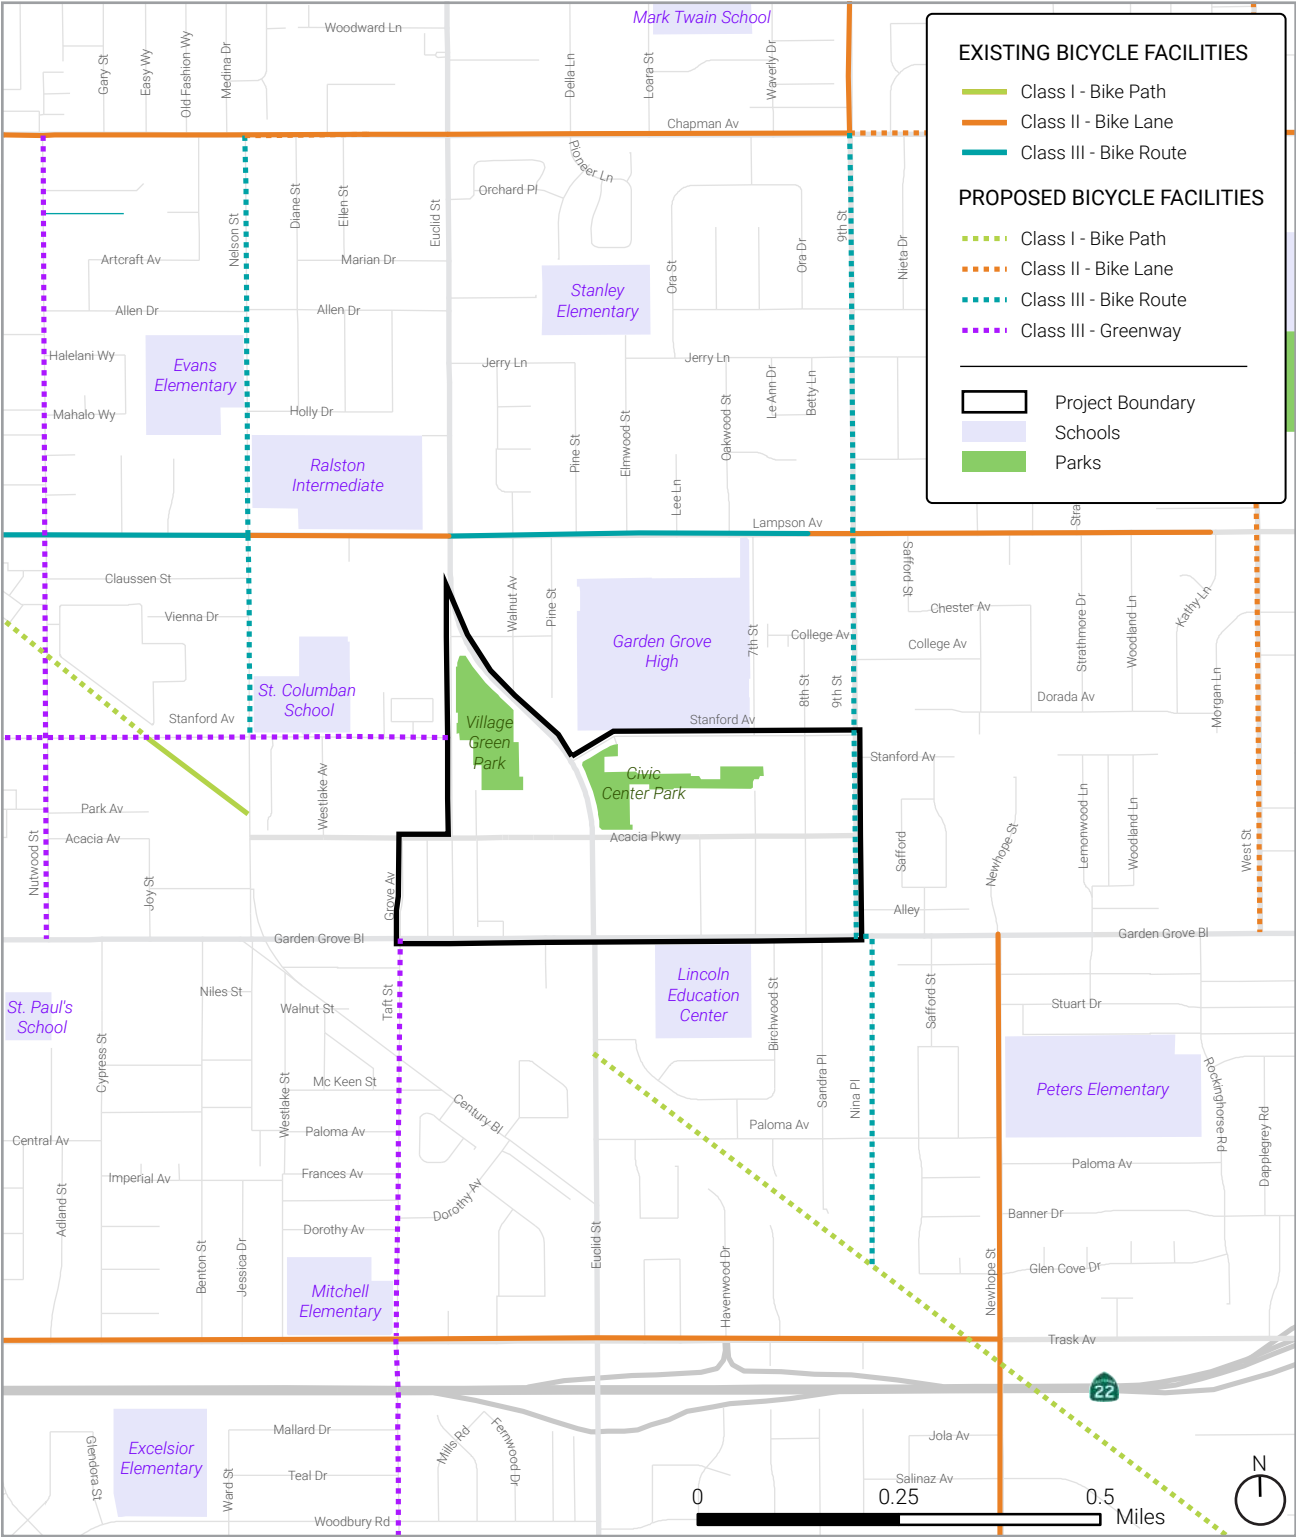 Mark Twain School
Woodward Ln
Gary St
Easy Wy
Old Fashion Wy
Medina Dr
Della Ln
Loara St
Waverly Dr
Chapman Av
EXISTING BICYCLE FACILITIES
Class I - Bike Path
Class II - Bike Lane
Class III - Bike Route
PROPOSED BICYCLE FACILITIES
Class I - Bike Path
Class II - Bike Lane
Class III - Bike Route
Class III - Greenway
Project Boundary
Schools
Parks
Pioneer Ln
Orchard Pl
Diane St
Ellen St
Euclid St
Nelson St
9th St
Ora Dr
Nieta Dr
Ora St
Artcraft Av
Marian Dr
Allen Dr
Allen Dr
Stanley
Elementary
Halelani Wy
Evans
Elementary
Jerry Ln
Jerry Ln
Le Ann Dr
Betty Ln
Mahalo Wy
Holly Dr
Pine St
Elmwood St
Oakwood St
Lee Ln
Ralston
Intermediate
Lampson Av
Stra
Claussen St
Vienna Dr
Walnut Av
Pine St
Garden Grove
High
7th St
College Av
Safford St
Chester Av
College Av
Strathmore Dr
Woodland Ln
Kathy Ln
St. Columban
School
8th St
9th St
Dorada Av
Morgan Ln
Stanford Av
Stanford Av
Stanford Av
Village
Green
Park
Civic
Center Park
Westlake Av
Park Av
Acacia Av
Acacia Pkwy
Nutwood St
Joy St
Grove Av
Safford
Newhope St
Lemonwood Ln
Woodland Ln
West St
Alley
Garden Grove Bl
Garden Grove Bl
St. Paul's
School
Niles St
Walnut St
Taft St
Lincoln
Education
Center
Birchwood St
Safford St
Stuart Dr
Cypress St
Westlake St
Mc Keen St
Century Bl
Sandra Pl
Nina Pl
Peters Elementary
Rockinghorse Rd
Dapplegrey Rd
Central Av
Paloma Av
Paloma Av
Paloma Av
Imperial Av
Frances Av
Adland St
Dorothy Av
Dorothy Av
Banner Dr
Benton St
Jessica Dr
Euclid St
Havenwood Dr
Newhope St
Glen Cove Dr
Mitchell
Elementary
Trask Av
CALIFORNIA
22
Glendora St
Excelsior
Elementary
Ward St
Mallard Dr
Teal Dr
Woodbury Rd
Mills Rd
Fernwood Dr
Jola Av
Salinaz Av
N
0
0.25
0.5
Miles